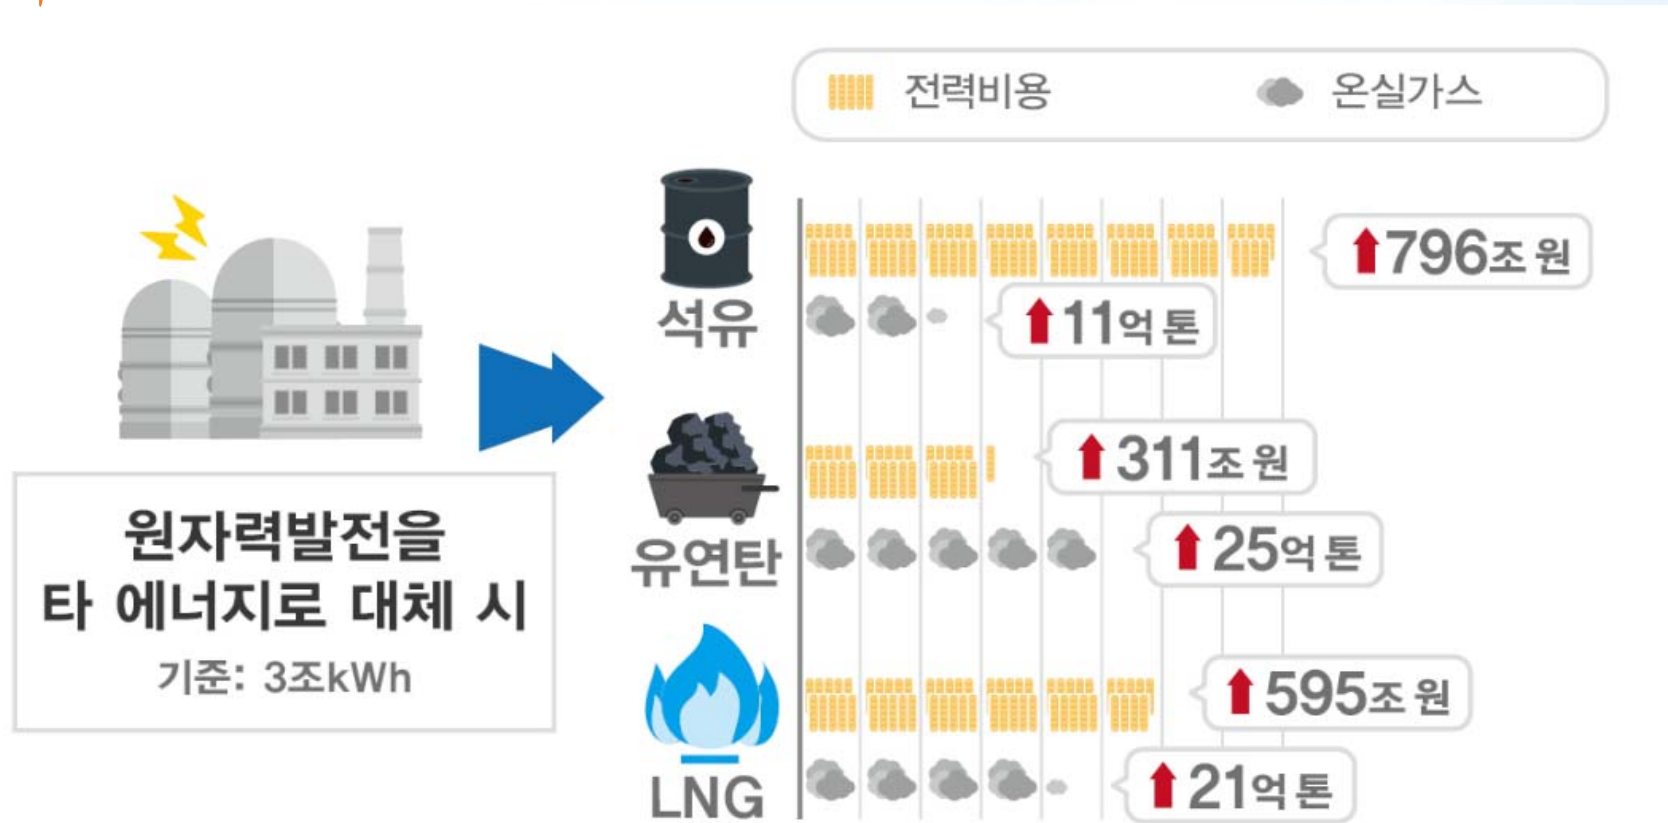 전력비용
온실가스
796조 원
석유
11억 톤
311조 원
유연탄
25억 톤
원자력발전을
타 에너지로 대체 시
기준: 3조kWh
595조 원
LNG
21억 톤